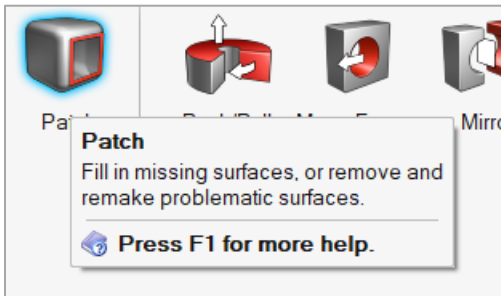 Patch
Fill in missing surfaces, or remove and
remake problematic surfaces.
Press F1 for more help.